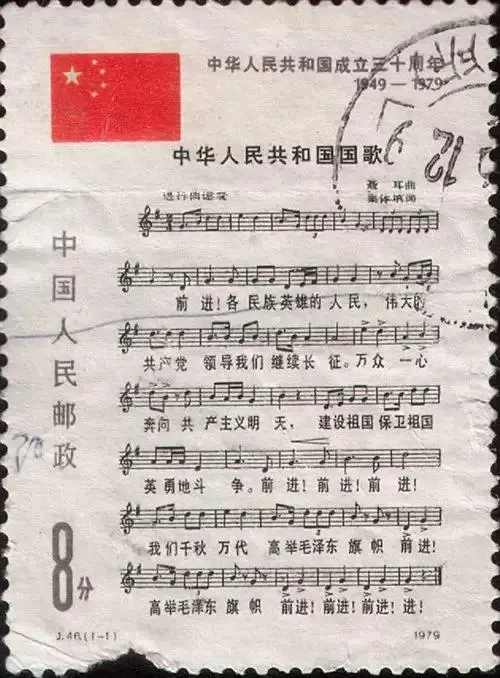 中华人民共和国成立三十周年
1949－1979
中华人民共和国国歌
进行曲速度
聂 耳 曲
集体填词
前 进！各 民族英雄的 人 民， 伟大的
共产党 领导我们 继续长 征。万众 一心
奔向 共 产主义明 天， 建设祖国 保卫祖国
英 勇地斗 争。前 进！前 进！前 进！
我们千秋 万代 高举毛泽东 旗 帜 前进！
高举毛泽东 旗 帜 前进！前进！前进！进！
中国人民邮政
8分
J.46.(1-1)
1979